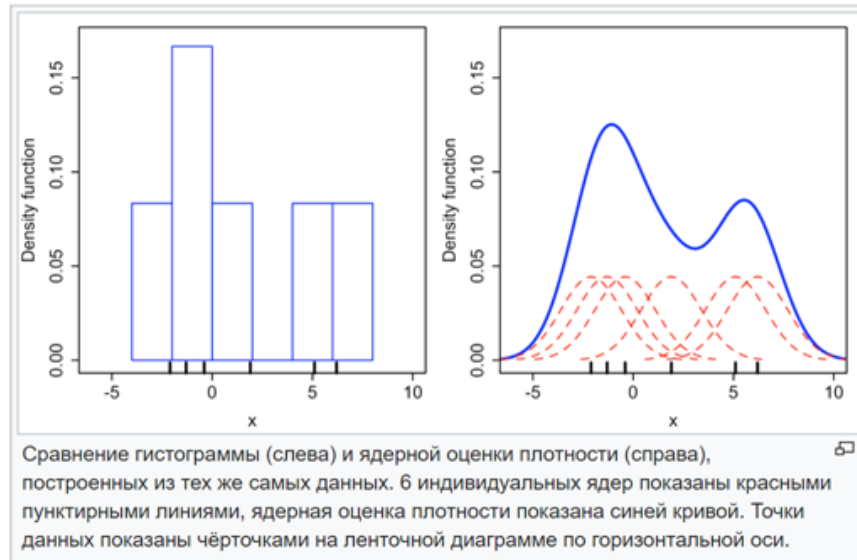 Density function
0.00
0.05
0.10
0.15
-5
0
5
10
x
Density function
0.00
0.05
0.10
0.15
-5
0
5
10
x
Сравнение гистограммы (слева) и ядерной оценки плотности (справа),
построенных из тех же самых данных. 6 индивидуальных ядер показаны красными
пунктирными линиями, ядерная оценка плотности показана синей кривой. Точки
данных показаны чёрточками на ленточной диаграмме по горизонтальной оси.